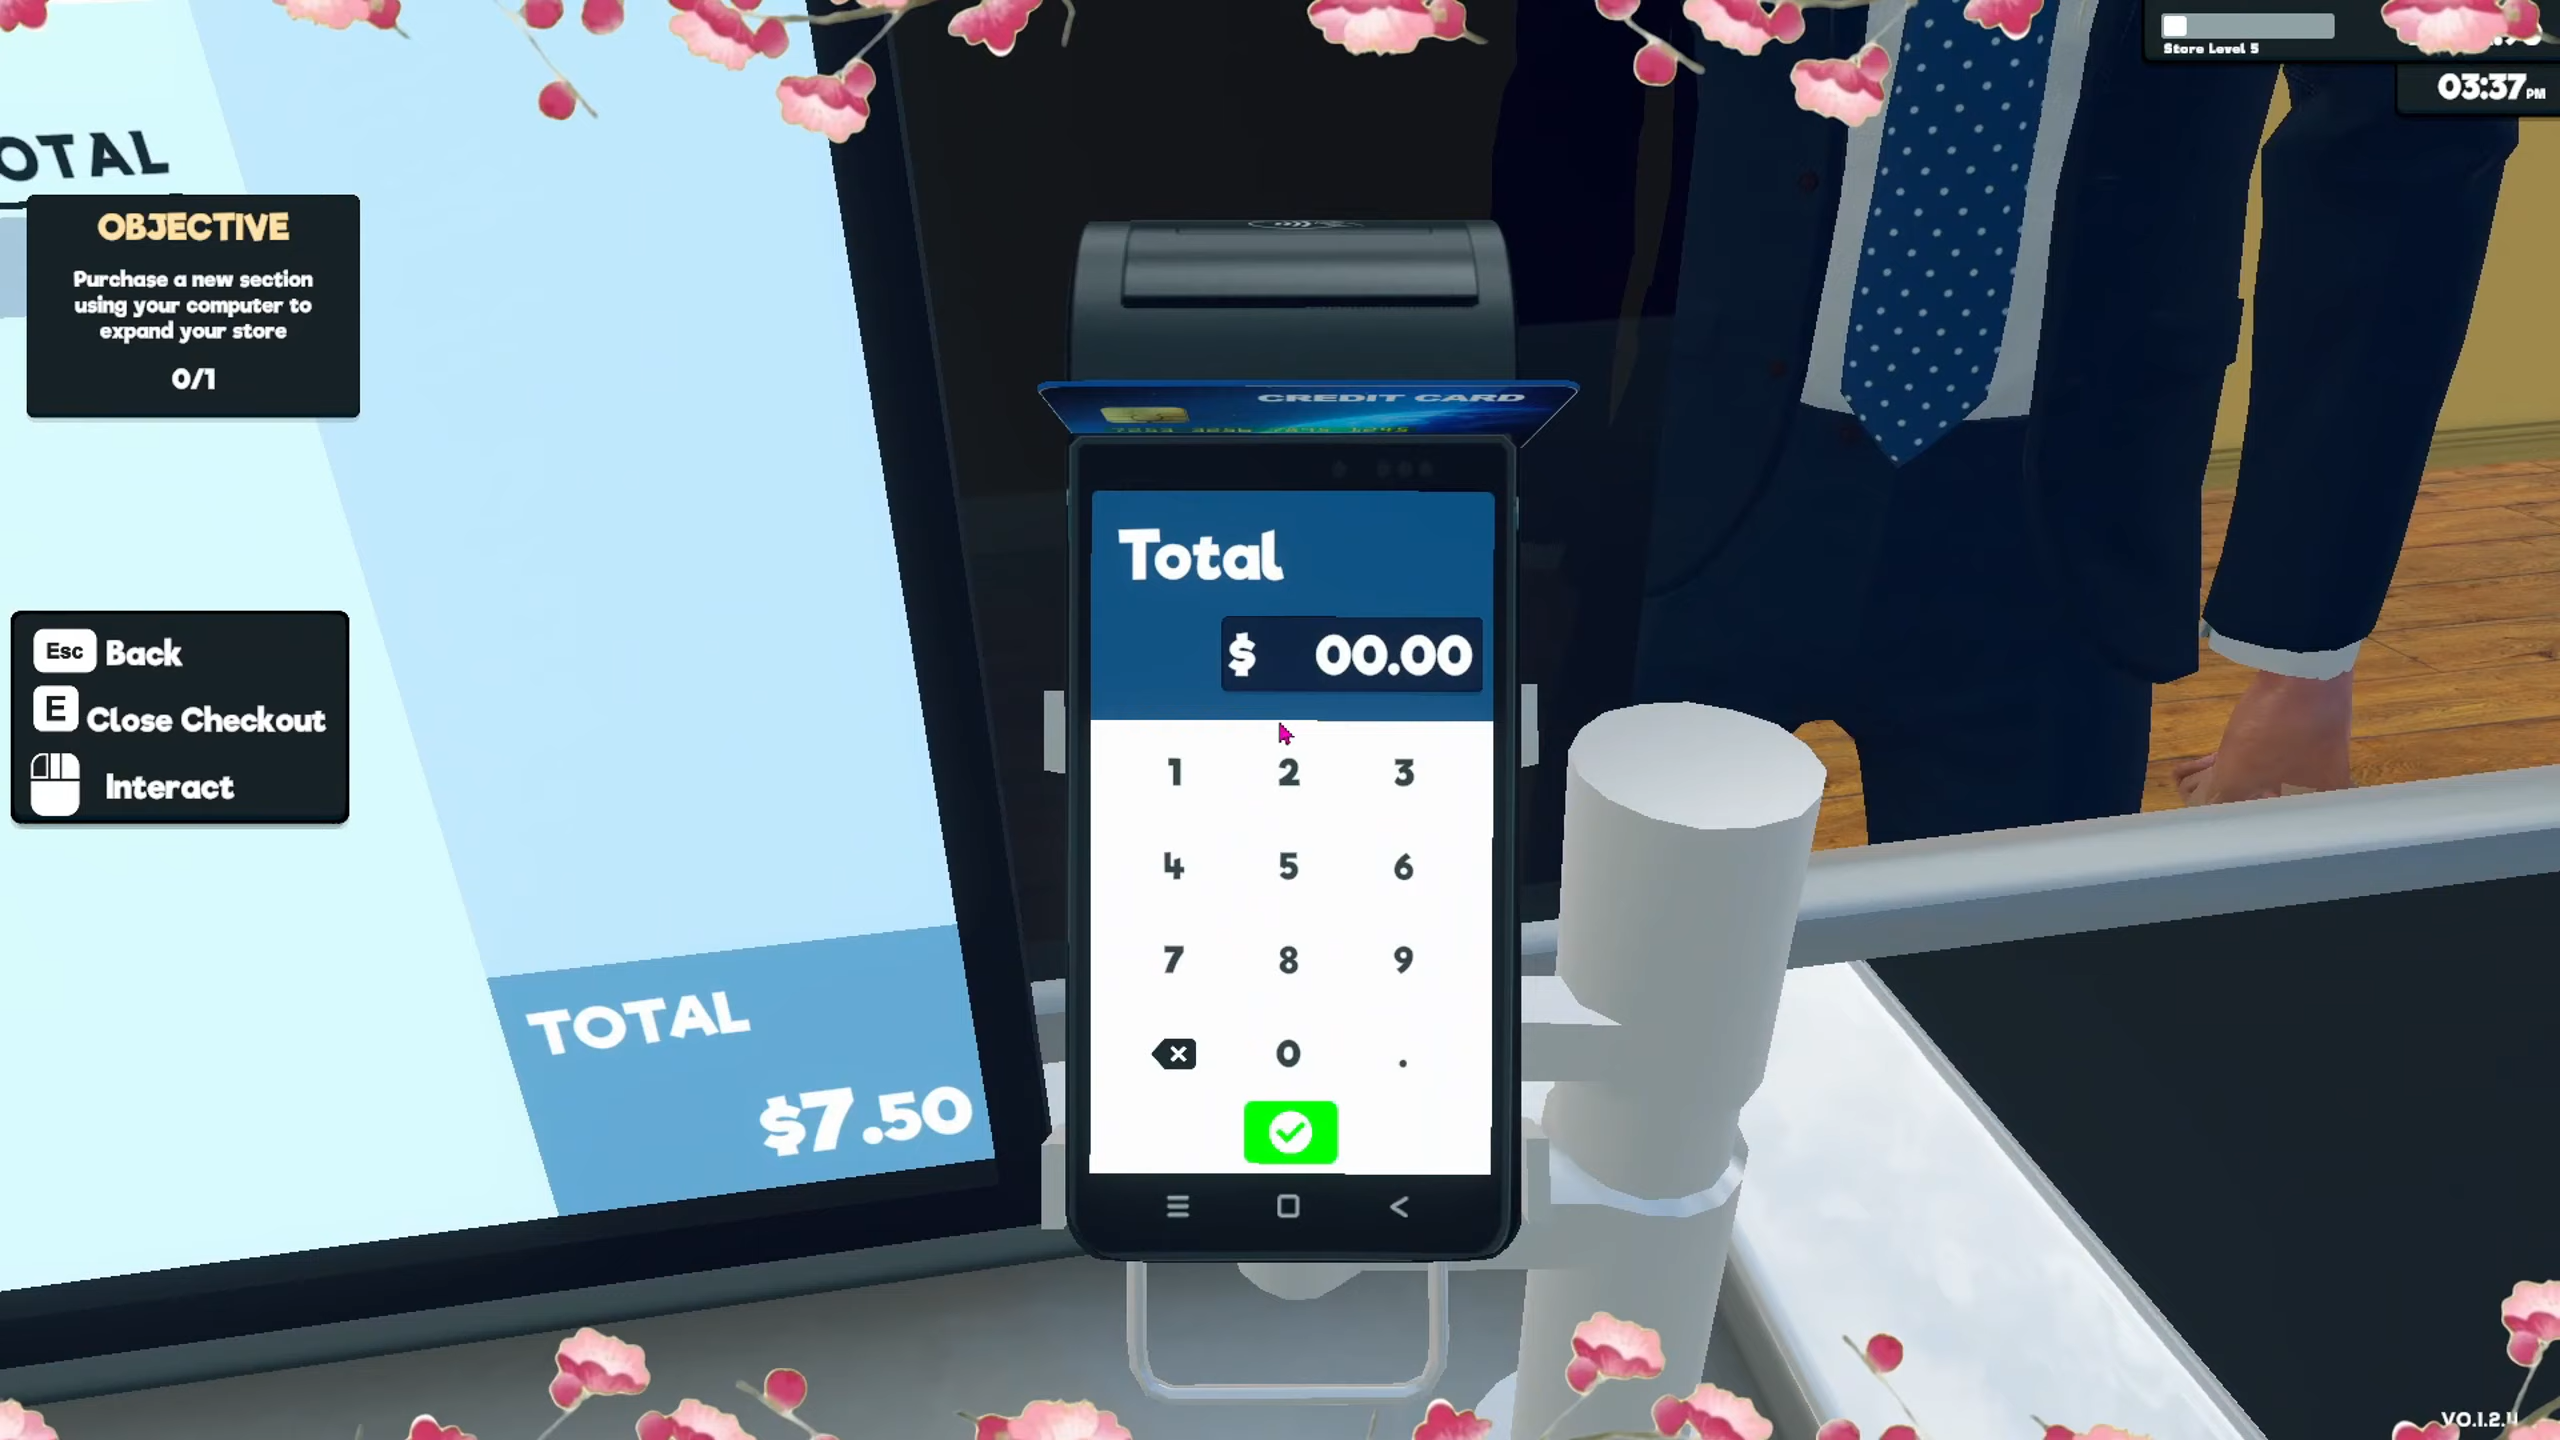 Store Level 5
03:37 PM
OTAL
OBJECTIVE
Purchase a new section
using your computer to
expand your store
0/1
CREDIT CARD
Total
$ 00.00
Esc Back
E Close Checkout
Interact
1 2 3
4 5 6
7 8 9
0 .
TOTAL
$7.50
V0.1.2.4